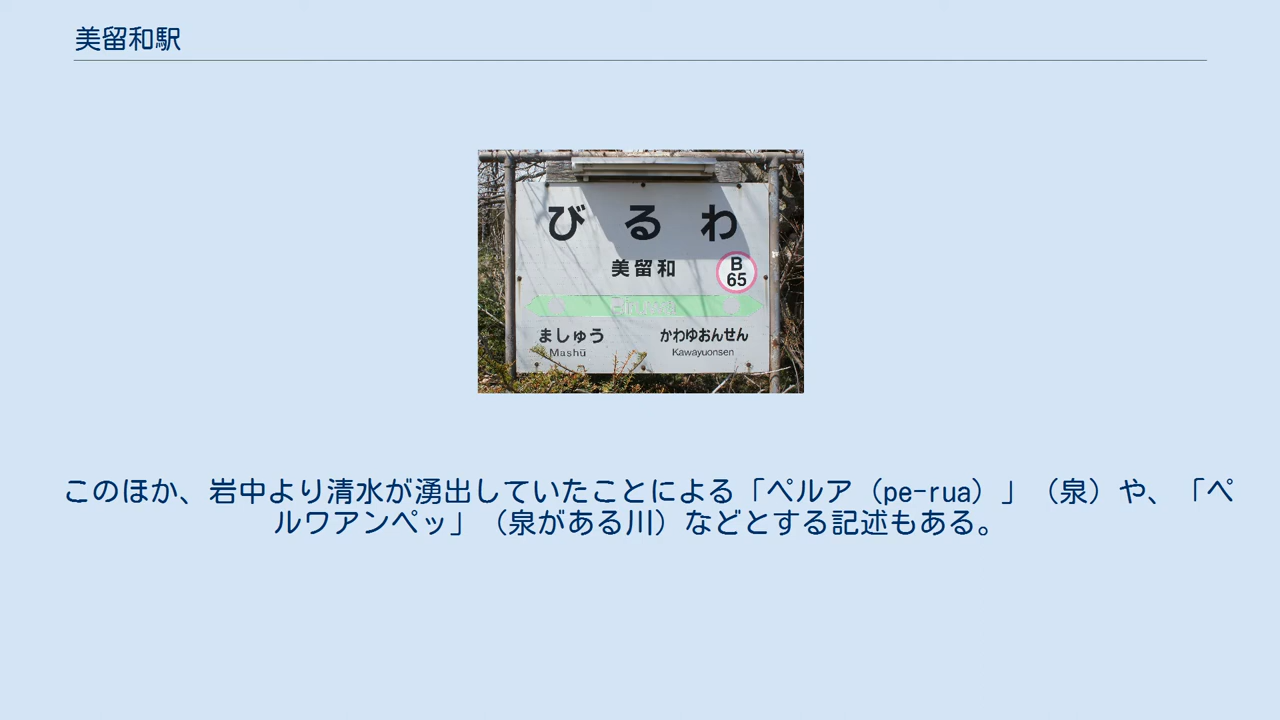 美留和駅
びるわ
美留和
B
65
ましゅう
かわゆおんせん
Mashū
Kawayuonsen
このほか、岩中より清水が湧出していたことによる「ペルア（pe-rua）」（泉）や、「ペ
ルワアンペッ」（泉がある川）などとする記述もある。